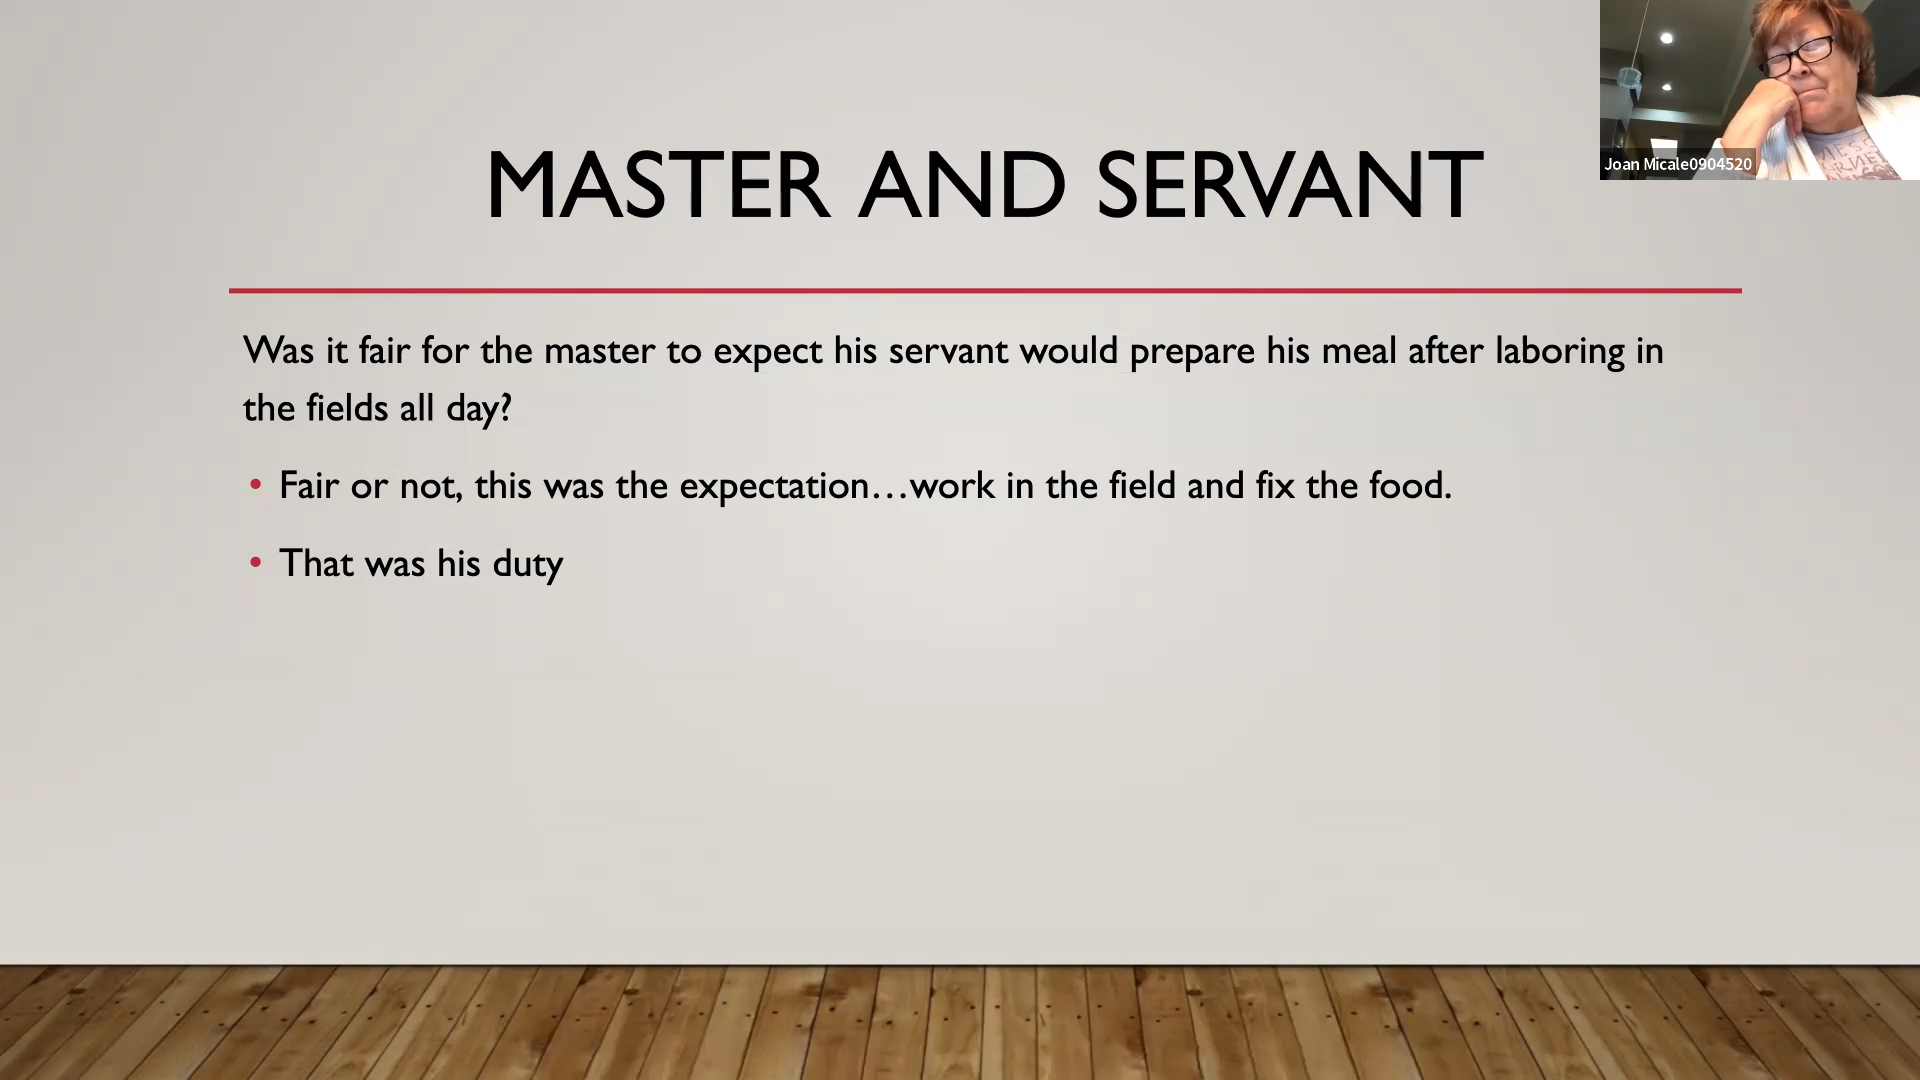 MASTER AND SERVANT
Joan Micale0904520
Was it fair for the master to expect his servant would prepare his meal after laboring in
the fields all day?
• Fair or not, this was the expectation…work in the field and fix the food.
• That was his duty